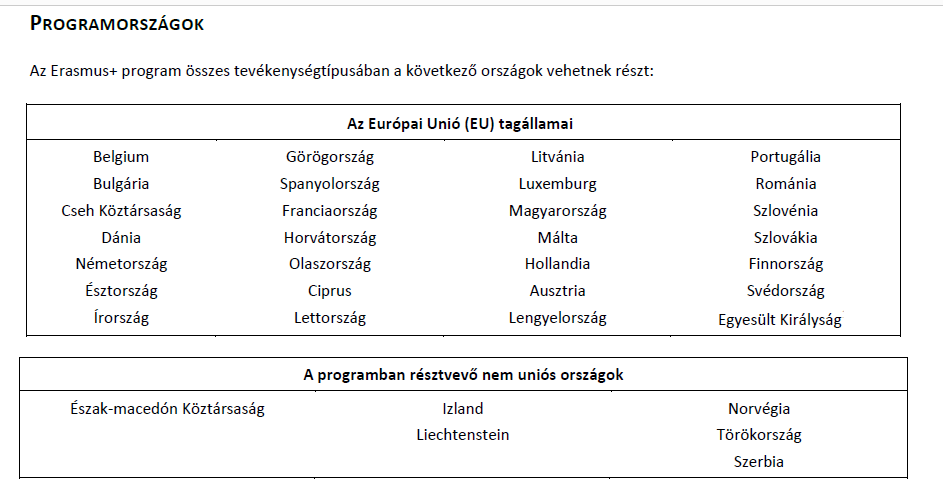 PROGRAMORSZÁGOK
Az Erasmus+ program összes tevékenységtípusában a következő országok vehetnek részt:
Az Európai Unió (EU) tagállamai
Belgium Görögország Litvánia Portugália
Bulgária Spanyolország Luxemburg Románia
Cseh Köztársaság Franciaország Magyarország Szlovénia
Dánia Horvátország Málta Szlovákia
Németország Olaszország Hollandia Finnország
Észtország Ciprus Ausztria Svédország
Írország Lettország Lengyelország Egyesült Királyság
A programban résztvevő nem uniós országok
Észak-macedón Köztársaság Izland Norvégia
Liechtenstein Törökország
Szerbia